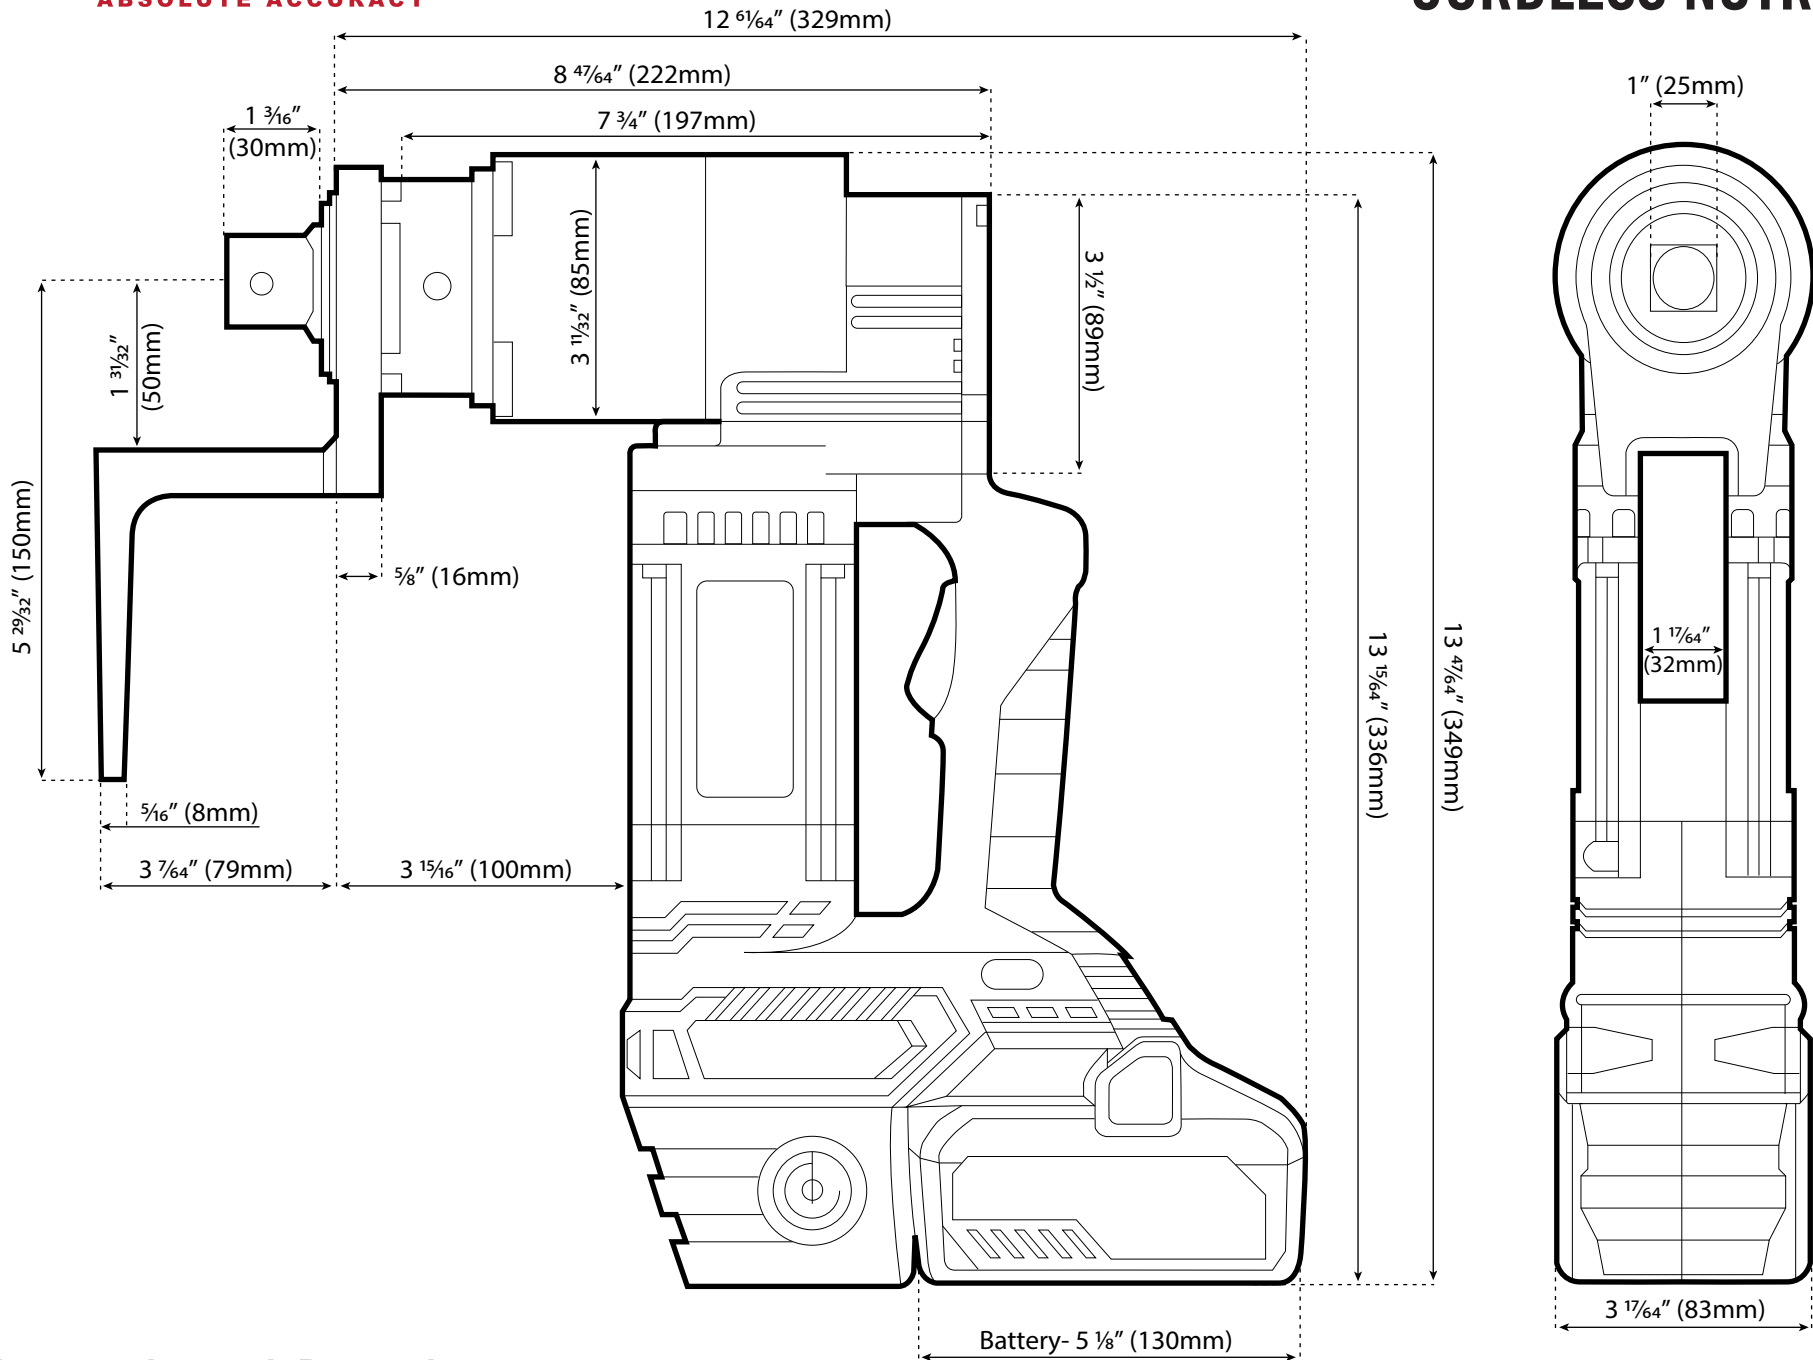 ABSOLUTE ACCURACY
12 61/64" (329mm)
8 47/64" (222mm)
1" (25mm)
1 3/16"
(30mm)
7 3/4" (197mm)
3 11/32" (85mm)
3 1/2" (89mm)
1 31/32"
(50mm)
5 29/32" (150mm)
5/8" (16mm)
13 15/64" (336mm)
13 47/64" (349mm)
1 17/64"
(32mm)
5/16" (8mm)
3 7/64" (79mm)
3 15/16" (100mm)
3 17/64" (83mm)
Battery- 5 1/8" (130mm)